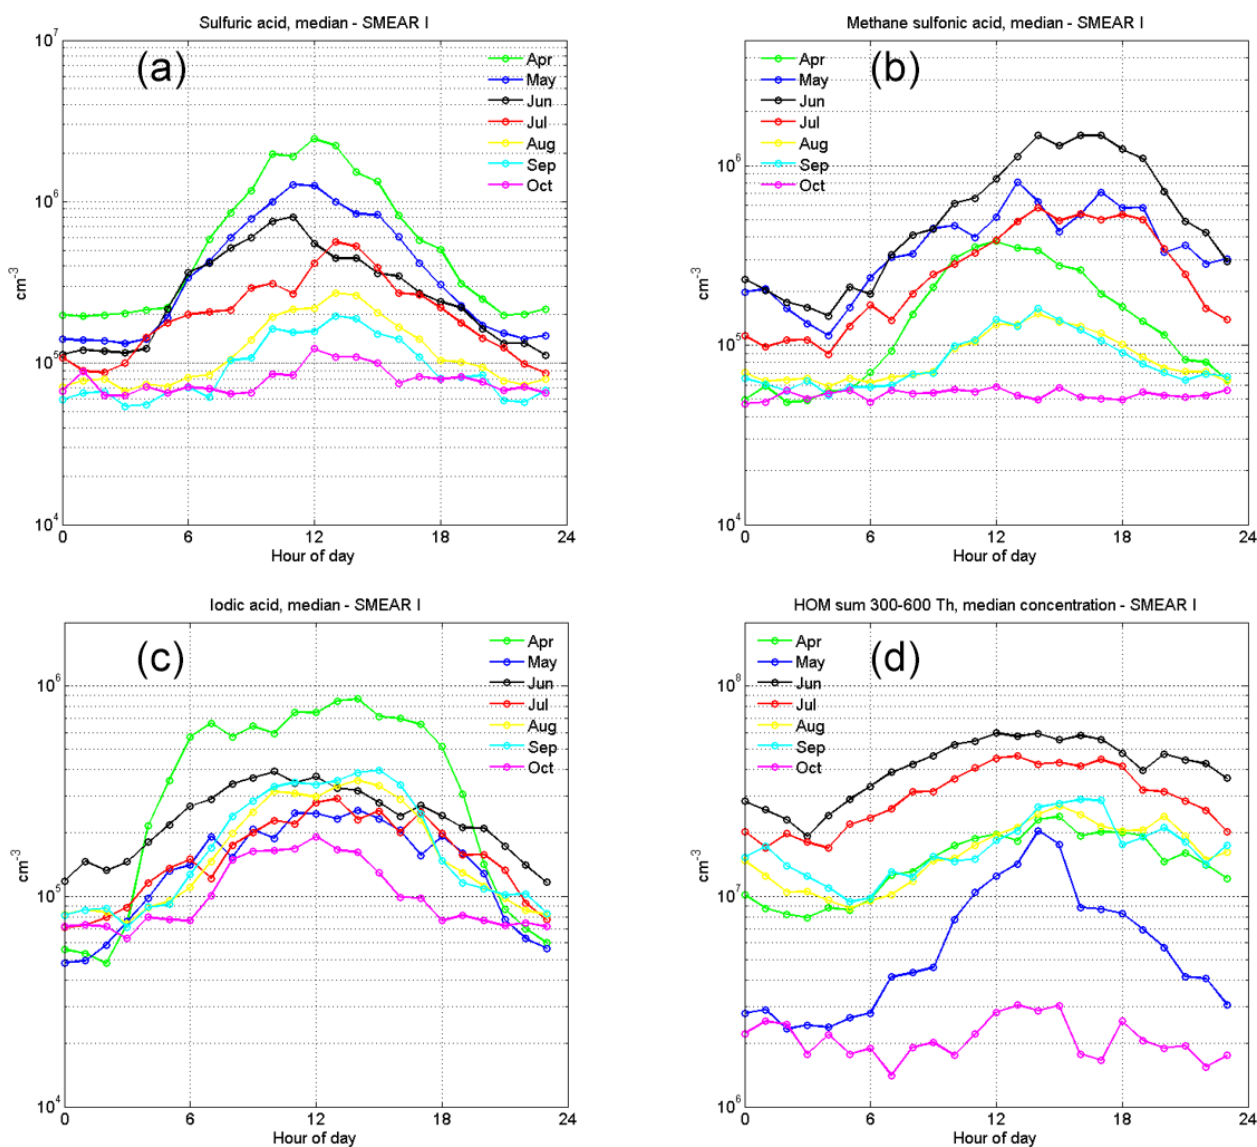 Sulfuric acid, median - SMEAR I
(a)
10^7
10^6
10^5
10^4
cm^-3
Apr
May
Jun
Jul
Aug
Sep
Oct
0 6 12 18 24
Hour of day
Methane sulfonic acid, median - SMEAR I
(b)
10^6
10^5
10^4
cm^-3
Apr
May
Jun
Jul
Aug
Sep
Oct
0 6 12 18 24
Hour of day
Iodic acid, median - SMEAR I
(c)
10^6
10^5
10^4
cm^-3
Apr
May
Jun
Jul
Aug
Sep
Oct
0 6 12 18 24
Hour of day
HOM sum 300-600 Th, median concentration - SMEAR I
(d)
10^8
10^7
10^6
cm^-3
Apr
May
Jun
Jul
Aug
Sep
Oct
0 6 12 18 24
Hour of day